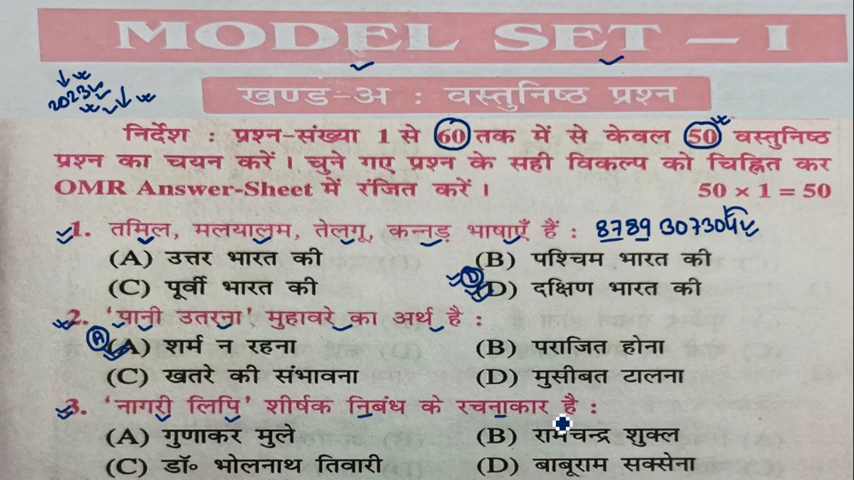 MODEL SET – I
2023
खण्ड-अ : वस्तुनिष्ठ प्रश्न
निर्देश : प्रश्न-संख्या 1 से 60 तक में से केवल 50 वस्तुनिष्ठ
प्रश्न का चयन करें । चुने गए प्रश्न के सही विकल्प को चिह्नित कर
OMR Answer-Sheet में रंजित करें । 50 × 1 = 50
1. तमिल, मलयालम, तेलुगू, कन्नड़ भाषाएँ हैं : 8789 307304
(A) उत्तर भारत की (B) पश्चिम भारत की
(C) पूर्वी भारत की D (D) दक्षिण भारत की
2. ‘पानी उतरना’ मुहावरे का अर्थ है :
A (A) शर्म न रहना (B) पराजित होना
(C) खतरे की संभावना (D) मुसीबत टालना
3. ‘नागरी लिपि’ शीर्षक निबंध के रचनाकार है :
(A) गुणाकर मुले (B) रामचन्द्र शुक्ल
(C) डॉ॰ भोलनाथ तिवारी (D) बाबूराम सक्सेना